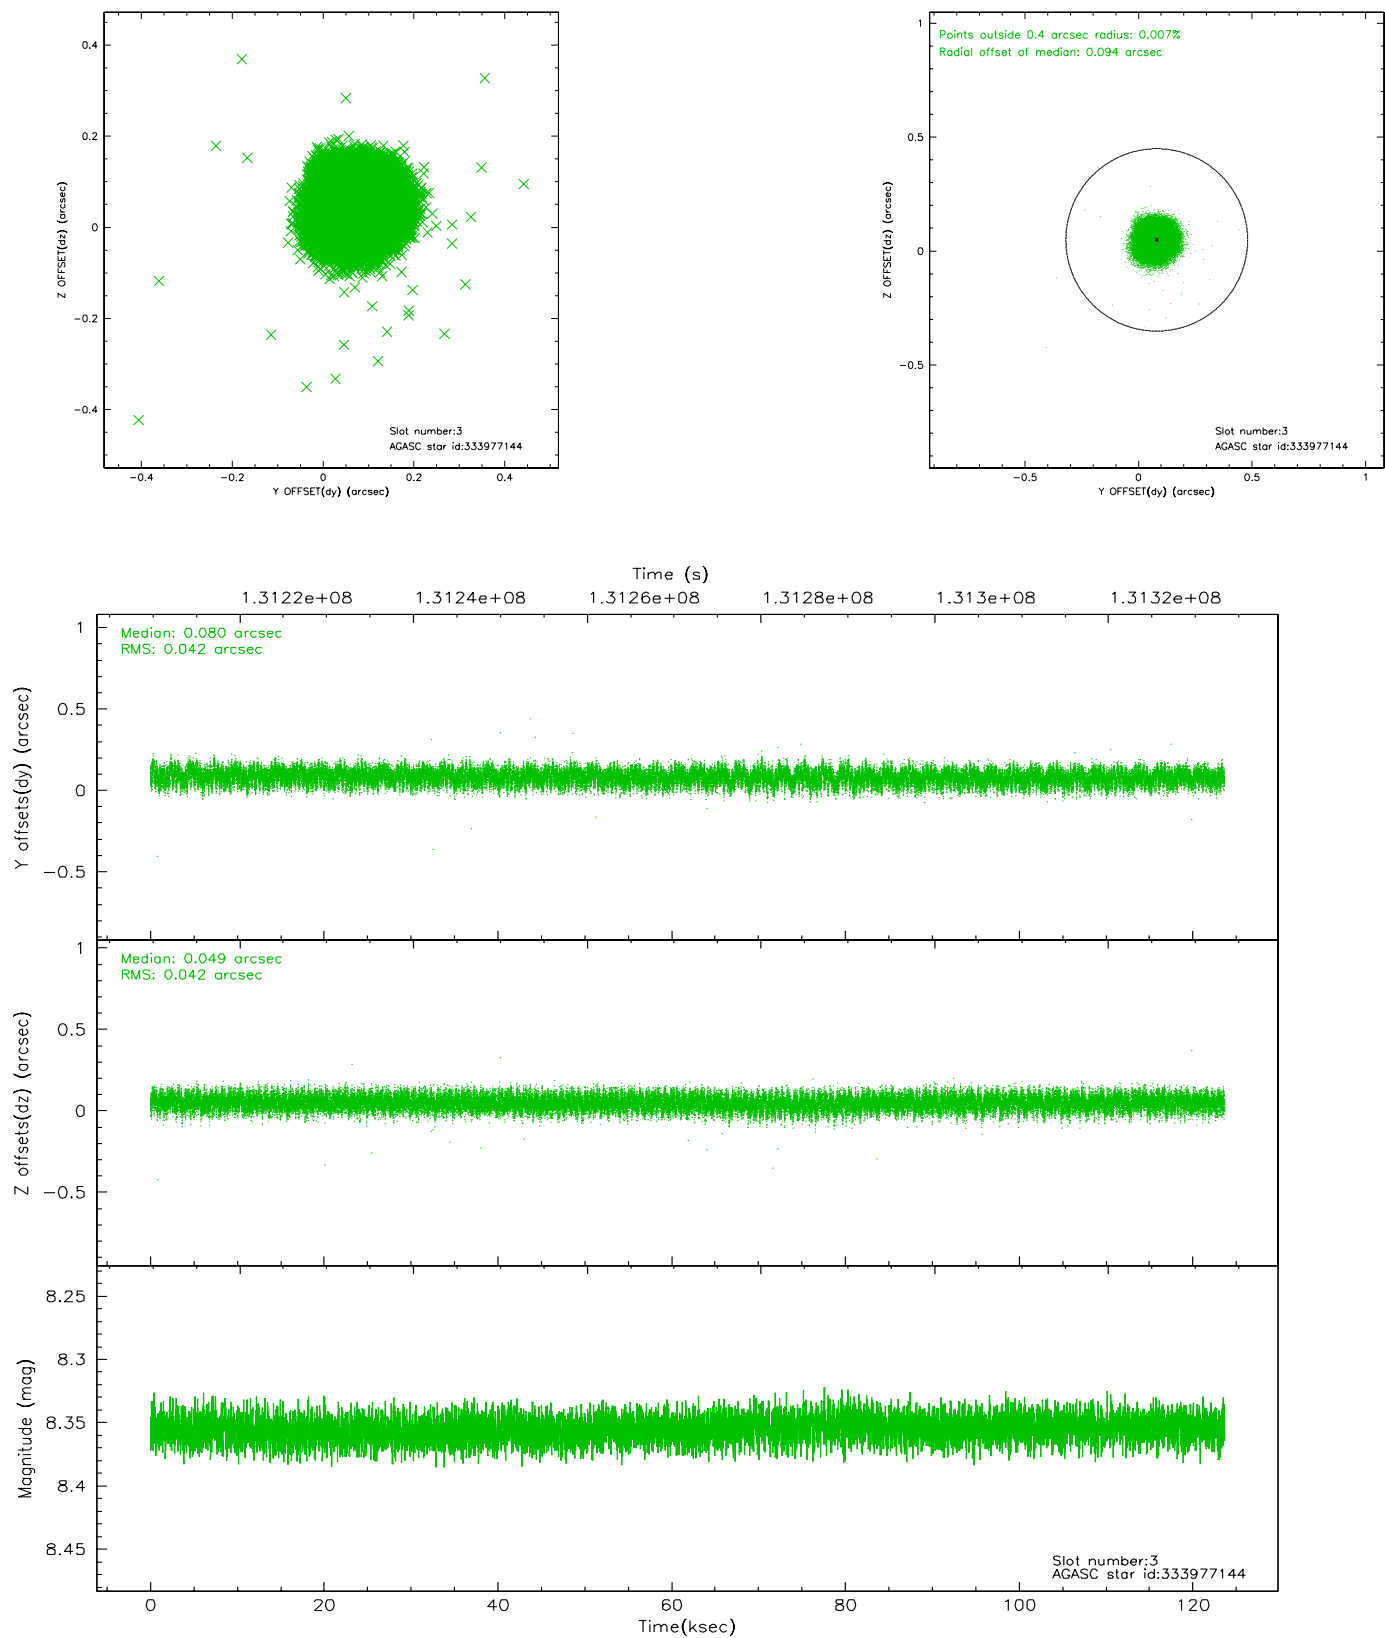 0.4
0.2
0
−0.2
−0.4
Z OFFSET(dz) (arcsec)
−0.4 −0.2 0 0.2 0.4
Y OFFSET(dy) (arcsec)
Slot number:3
AGASC star id:333977144
Points outside 0.4 arcsec radius: 0.007%
Radial offset of median: 0.094 arcsec
1
0.5
0
−0.5
Z OFFSET(dz) (arcsec)
−0.5 0 0.5 1
Y OFFSET(dy) (arcsec)
Slot number:3
AGASC star id:333977144
Time (s)
1.3122e+08 1.3124e+08 1.3126e+08 1.3128e+08 1.313e+08 1.3132e+08
Median: 0.080 arcsec
RMS: 0.042 arcsec
1
0.5
0
−0.5
Y offsets(dy) (arcsec)
Median: 0.049 arcsec
RMS: 0.042 arcsec
1
0.5
0
−0.5
Z offsets(dz) (arcsec)
8.25
8.3
8.35
8.4
8.45
Magnitude (mag)
Slot number:3
AGASC star id:333977144
0 20 40 60 80 100 120
Time(ksec)